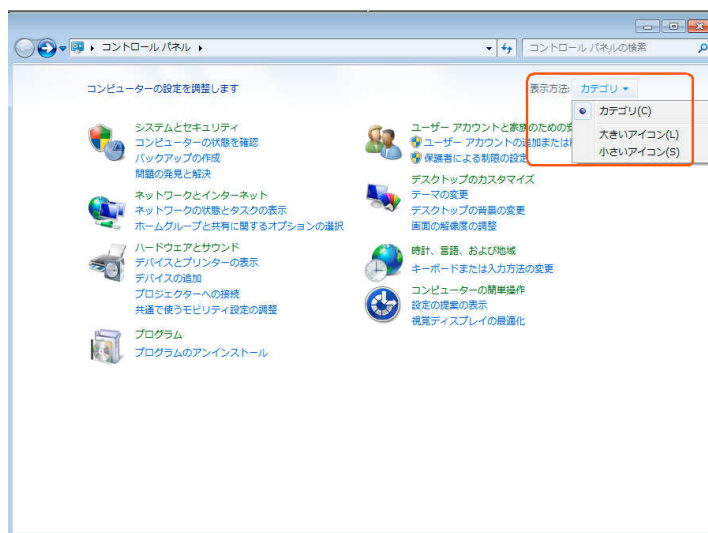 コントロール パネル
コントロール パネルの検索
コンピューターの設定を調整します
表示方法: カテゴリ
カテゴリ(C)
大きいアイコン(L)
小さいアイコン(S)
システムとセキュリティ
コンピューターの状態を確認
バックアップの作成
問題の発見と解決
ネットワークとインターネット
ネットワークの状態とタスクの表示
ホームグループと共有に関するオプションの選択
ハードウェアとサウンド
デバイスとプリンターの表示
デバイスの追加
プロジェクターへの接続
共通で使うモビリティ設定の調整
プログラム
プログラムのアンインストール
ユーザー アカウントと家族のための
ユーザー アカウントの追加または
保護者による制限の設定
デスクトップのカスタマイズ
テーマの変更
デスクトップの背景の変更
画面の解像度の調整
時計、言語、および地域
キーボードまたは入力方法の変更
コンピューターの簡単操作
設定の提案の表示
視覚ディスプレイの最適化